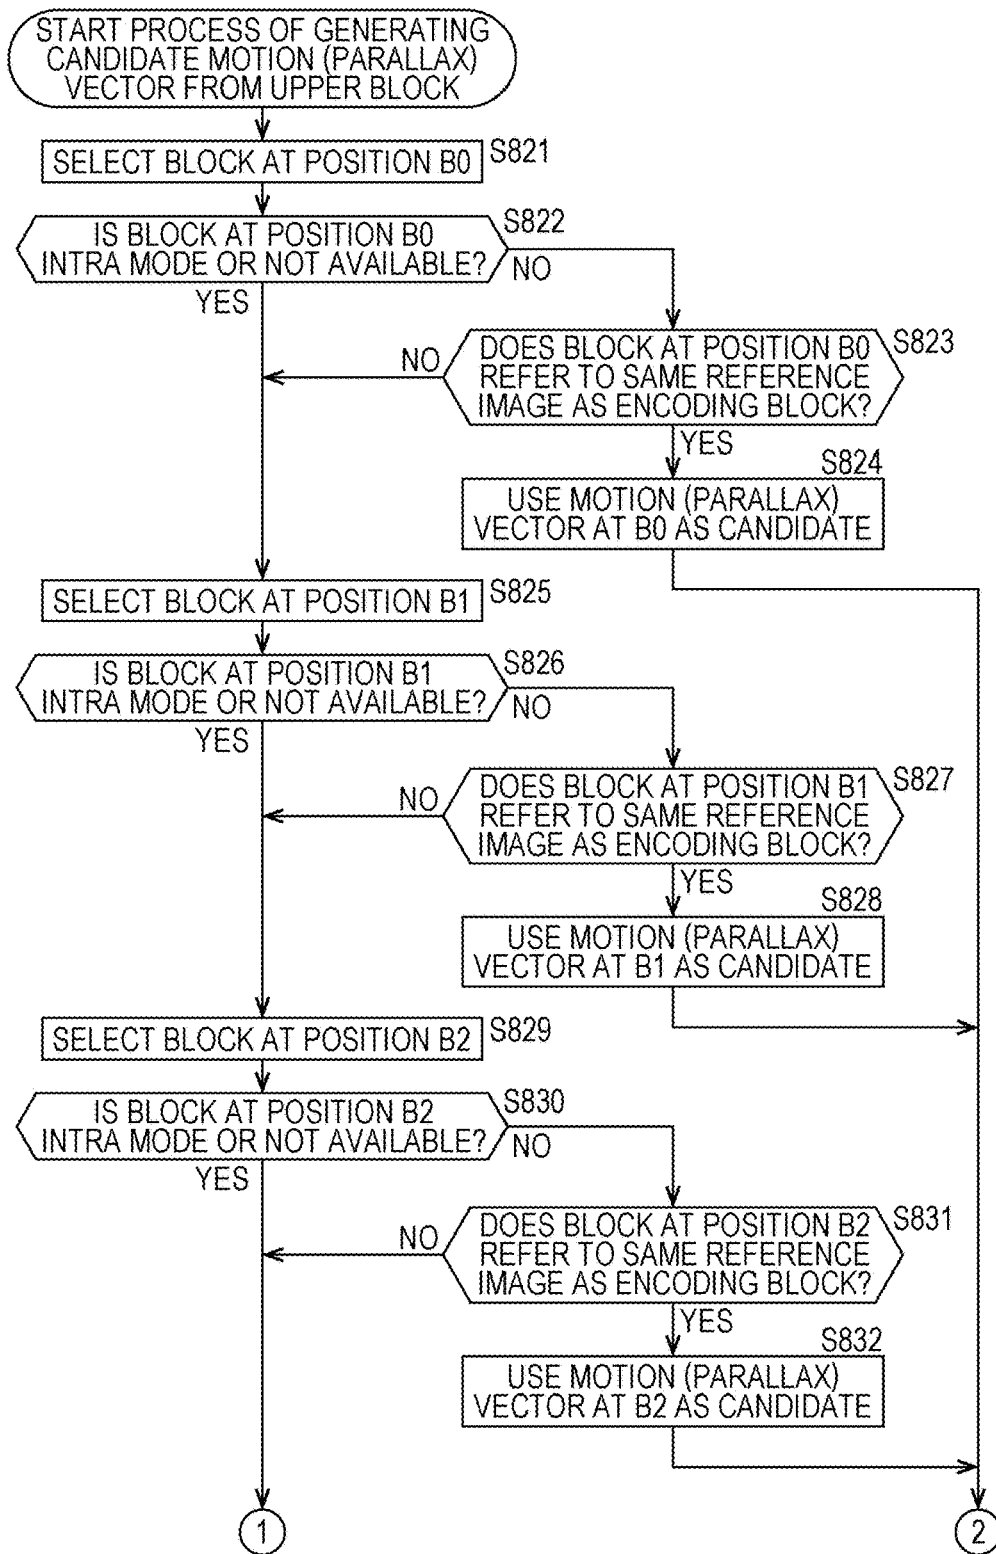 START PROCESS OF GENERATING
CANDIDATE MOTION (PARALLAX)
VECTOR FROM UPPER BLOCK
SELECT BLOCK AT POSITION B0
S821
IS BLOCK AT POSITION B0
INTRA MODE OR NOT AVAILABLE?
S822
NO
YES
DOES BLOCK AT POSITION B0
REFER TO SAME REFERENCE
IMAGE AS ENCODING BLOCK?
S823
NO
YES
S824
USE MOTION (PARALLAX)
VECTOR AT B0 AS CANDIDATE
SELECT BLOCK AT POSITION B1
S825
IS BLOCK AT POSITION B1
INTRA MODE OR NOT AVAILABLE?
S826
NO
YES
DOES BLOCK AT POSITION B1
REFER TO SAME REFERENCE
IMAGE AS ENCODING BLOCK?
S827
NO
YES
S828
USE MOTION (PARALLAX)
VECTOR AT B1 AS CANDIDATE
SELECT BLOCK AT POSITION B2
S829
IS BLOCK AT POSITION B2
INTRA MODE OR NOT AVAILABLE?
S830
NO
YES
DOES BLOCK AT POSITION B2
REFER TO SAME REFERENCE
IMAGE AS ENCODING BLOCK?
S831
NO
YES
S832
USE MOTION (PARALLAX)
VECTOR AT B2 AS CANDIDATE
1
2